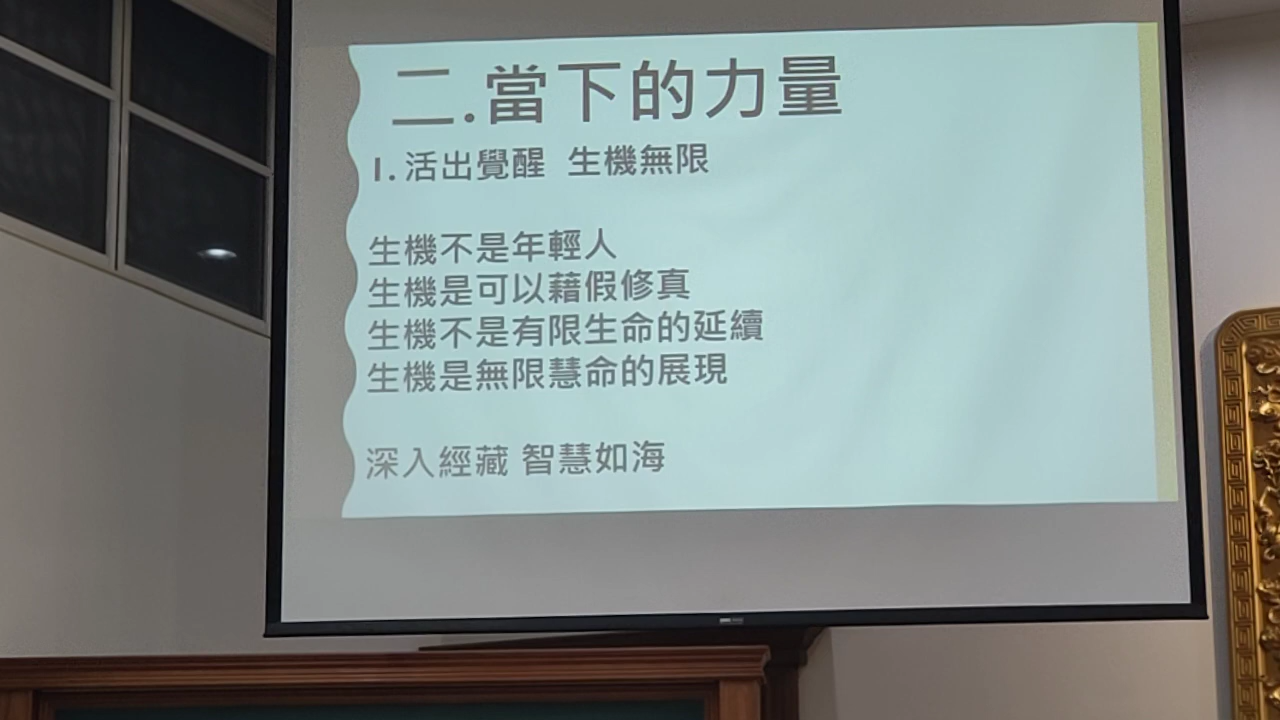 二.當下的力量
1.活出覺醒 生機無限
生機不是年輕人
生機是可以藉假修真
生機不是有限生命的延續
生機是無限慧命的展現
深入經藏 智慧如海